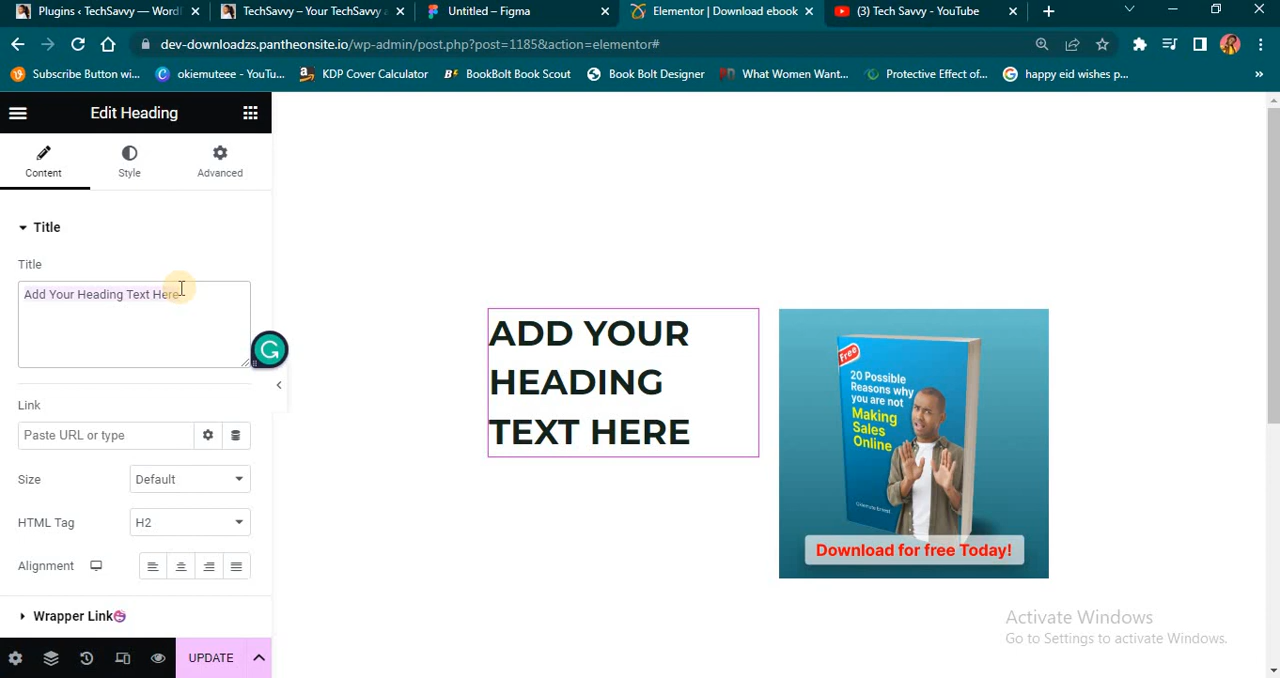 Plugins ‹ TechSavvy — Word
TechSavvy – Your TechSavvy
Untitled – Figma
Elementor | Download ebook
(3) Tech Savvy - YouTube
dev-downloadzs.pantheonsite.io/wp-admin/post.php?post=1185&action=elementor#
Subscribe Button wi...
okiemuteee - YouTu...
KDP Cover Calculator
BookBolt Book Scout
Book Bolt Designer
What Women Want...
Protective Effect of...
happy eid wishes p...
Edit Heading
Content
Style
Advanced
Title
Title
Add Your Heading Text Here
Link
Paste URL or type
Size
Default
HTML Tag
H2
Alignment
Wrapper Link
UPDATE
ADD YOUR
HEADING
TEXT HERE
Free
20 Possible
Reasons why
you are not
Making
Sales
Online
Download for free Today!
Activate Windows
Go to Settings to activate Windows.